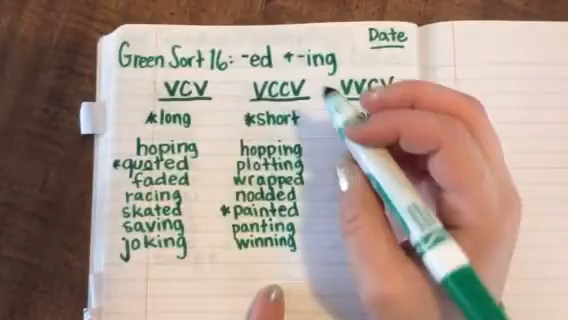 Date
Green Sort 16: -ed + -ing
VCV VCCV VVCV
*long *short
hoping hopping
*quoted plotting
faded wrapped
racing nodded
skated *painted
saving panting
joking winning